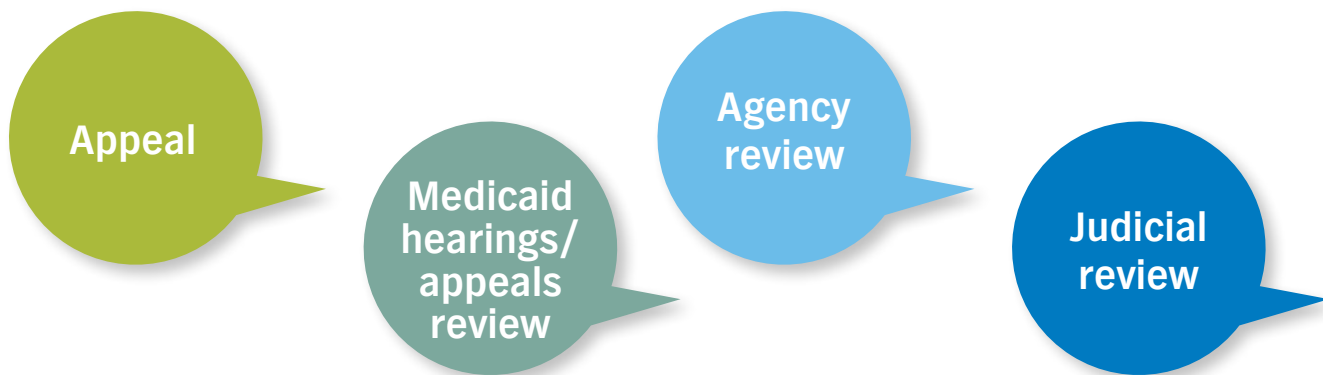 Appeal
Medicaid
hearings/
appeals
review
Agency
review
Judicial
review